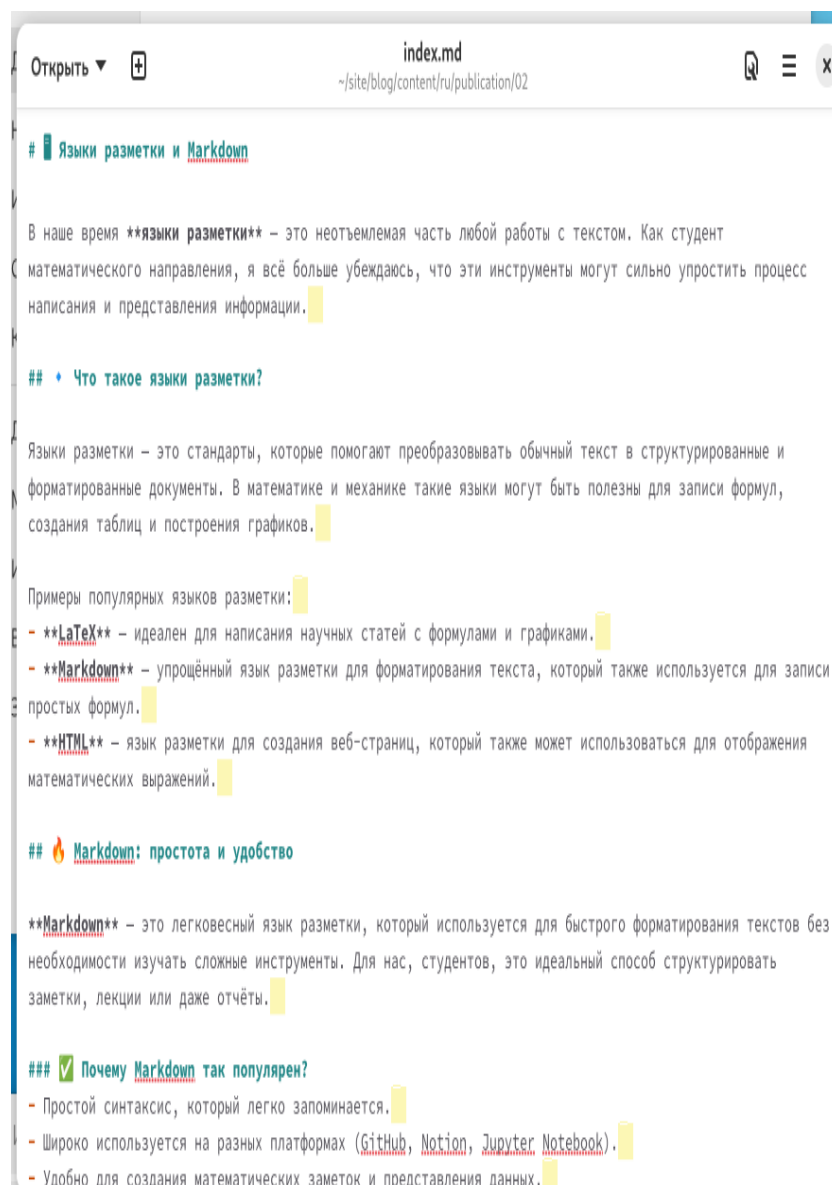 Открыть
index.md
~/site/blog/content/ru/publication/02
# 🖥 Языки разметки и Markdown
В наше время **языки разметки** – это неотъемлемая часть любой работы с текстом. Как студент
математического направления, я всё больше убеждаюсь, что эти инструменты могут сильно упростить процесс
написания и представления информации.
## 🔹 Что такое языки разметки?
Языки разметки – это стандарты, которые помогают преобразовывать обычный текст в структурированные и
форматированные документы. В математике и механике такие языки могут быть полезны для записи формул,
создания таблиц и построения графиков.
Примеры популярных языков разметки:
- **LaTeX** – идеален для написания научных статей с формулами и графиками.
- **Markdown** – упрощённый язык разметки для форматирования текста, который также используется для записи
простых формул.
- **HTML** – язык разметки для создания веб-страниц, который также может использоваться для отображения
математических выражений.
## 🔥 Markdown: простота и удобство
**Markdown** – это легковесный язык разметки, который используется для быстрого форматирования текстов без
необходимости изучать сложные инструменты. Для нас, студентов, это идеальный способ структурировать
заметки, лекции или даже отчёты.
### ✅ Почему Markdown так популярен?
- Простой синтаксис, который легко запоминается.
- Широко используется на разных платформах (GitHub, Notion, Jupyter Notebook).
- Удобно для создания математических заметок и представления данных.